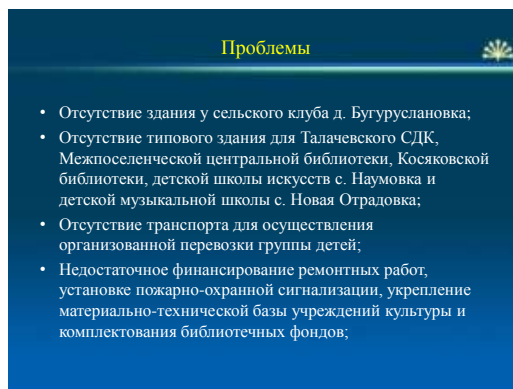 Проблемы
• Отсутствие здания у сельского клуба д. Бугуруслановка;
• Отсутствие типового здания для Талачевского СДК,
Межпоселенческой центральной библиотеки, Косяковской
библиотеки, детской школы искусств с. Наумовка и
детской музыкальной школы с. Новая Отрадовка;
• Отсутствие транспорта для осуществления
организованной перевозки группы детей;
• Недостаточное финансирование ремонтных работ,
установке пожарно-охранной сигнализации, укрепление
материально-технической базы учреждений культуры и
комплектования библиотечных фондов;